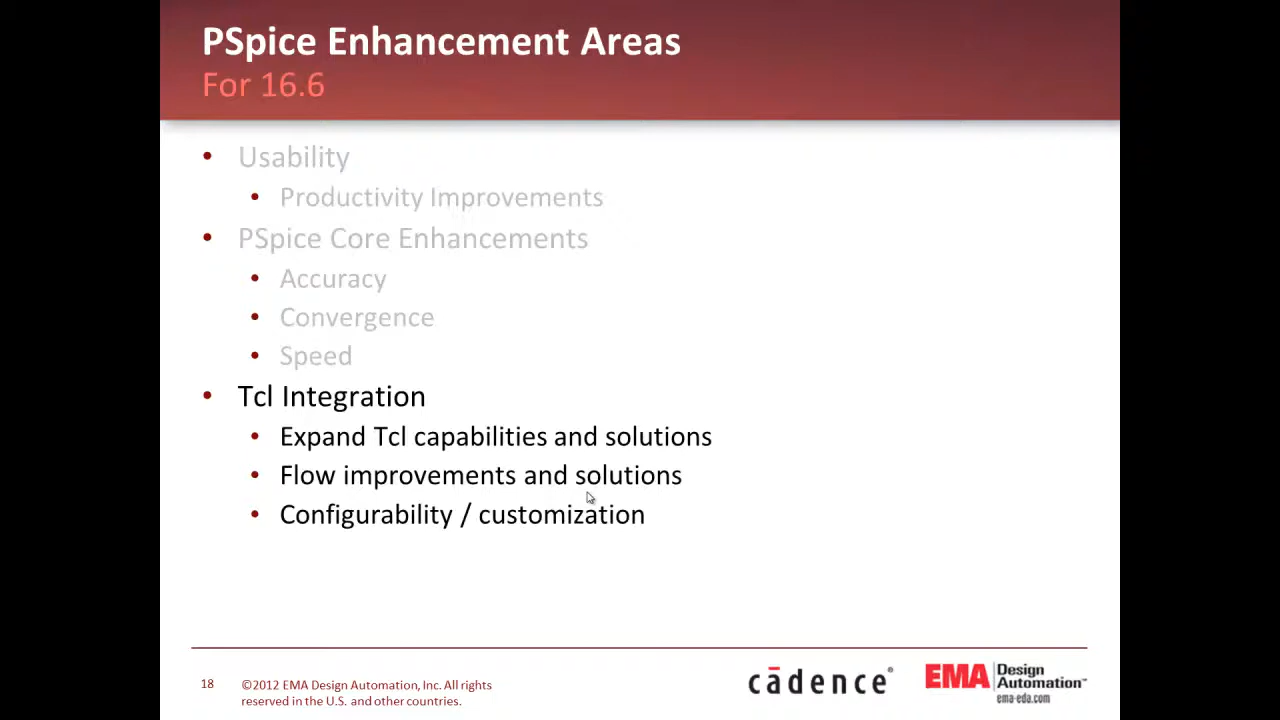 PSpice Enhancement Areas
For 16.6
• Usability
• Productivity Improvements
• PSpice Core Enhancements
• Accuracy
• Convergence
• Speed
• Tcl Integration
• Expand Tcl capabilities and solutions
• Flow improvements and solutions
• Configurability / customization
18
©2012 EMA Design Automation, Inc. All rights
reserved in the U.S. and other countries.
cādence®
EMA Design
Automation™
ema-eda.com